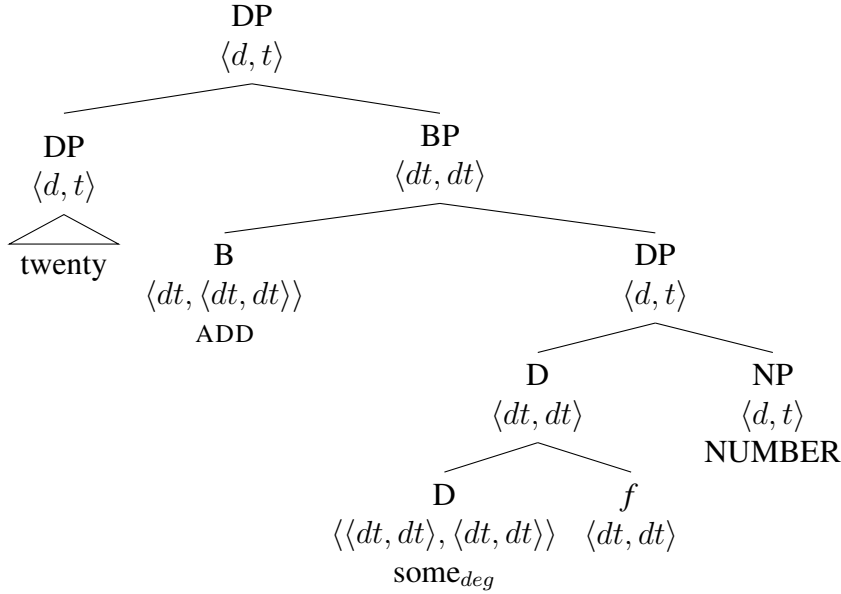 DP
⟨d, t⟩
DP
⟨d, t⟩
twenty
BP
⟨dt, dt⟩
B
⟨dt, ⟨dt, dt⟩⟩
ADD
DP
⟨d, t⟩
D
⟨dt, dt⟩
D
⟨⟨dt, dt⟩, ⟨dt, dt⟩⟩
some_deg
f
⟨dt, dt⟩
NP
⟨d, t⟩
NUMBER